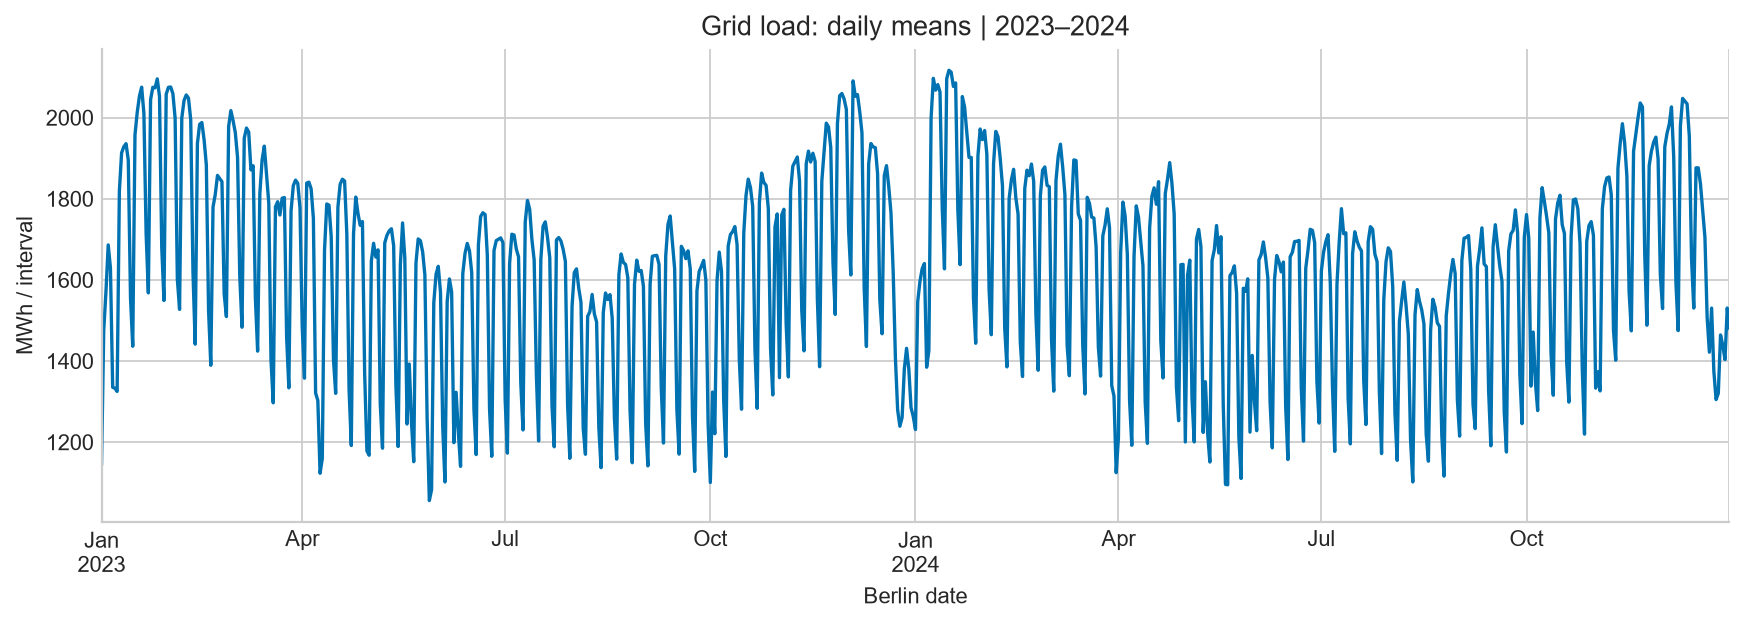 Grid load: daily means | 2023–2024
MWh / interval
2000
1800
1600
1400
1200
Jan Apr Jul Oct Jan Apr Jul Oct
2023 2024
Berlin date